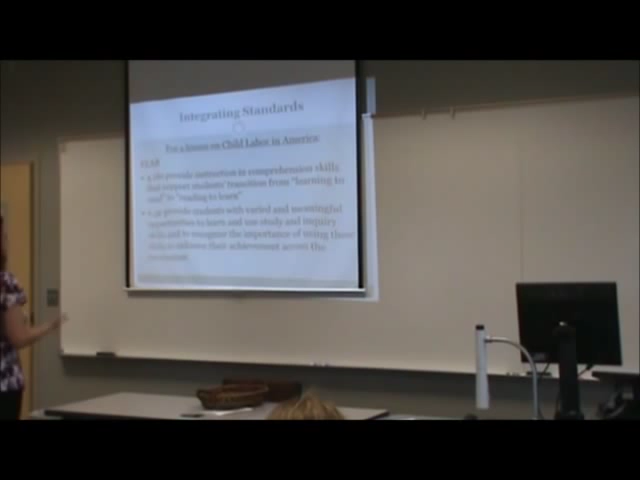 Integrating Standards
For a lesson on Child Labor in America
ELAR
provide instruction in comprehension skills
that support students' transition from "learning to
read" to "reading to learn"
provide students with varied and meaningful
opportunities to learn and use study and inquiry
skills and to recognize the importance of using these
skills to enhance their achievement across the
curriculum